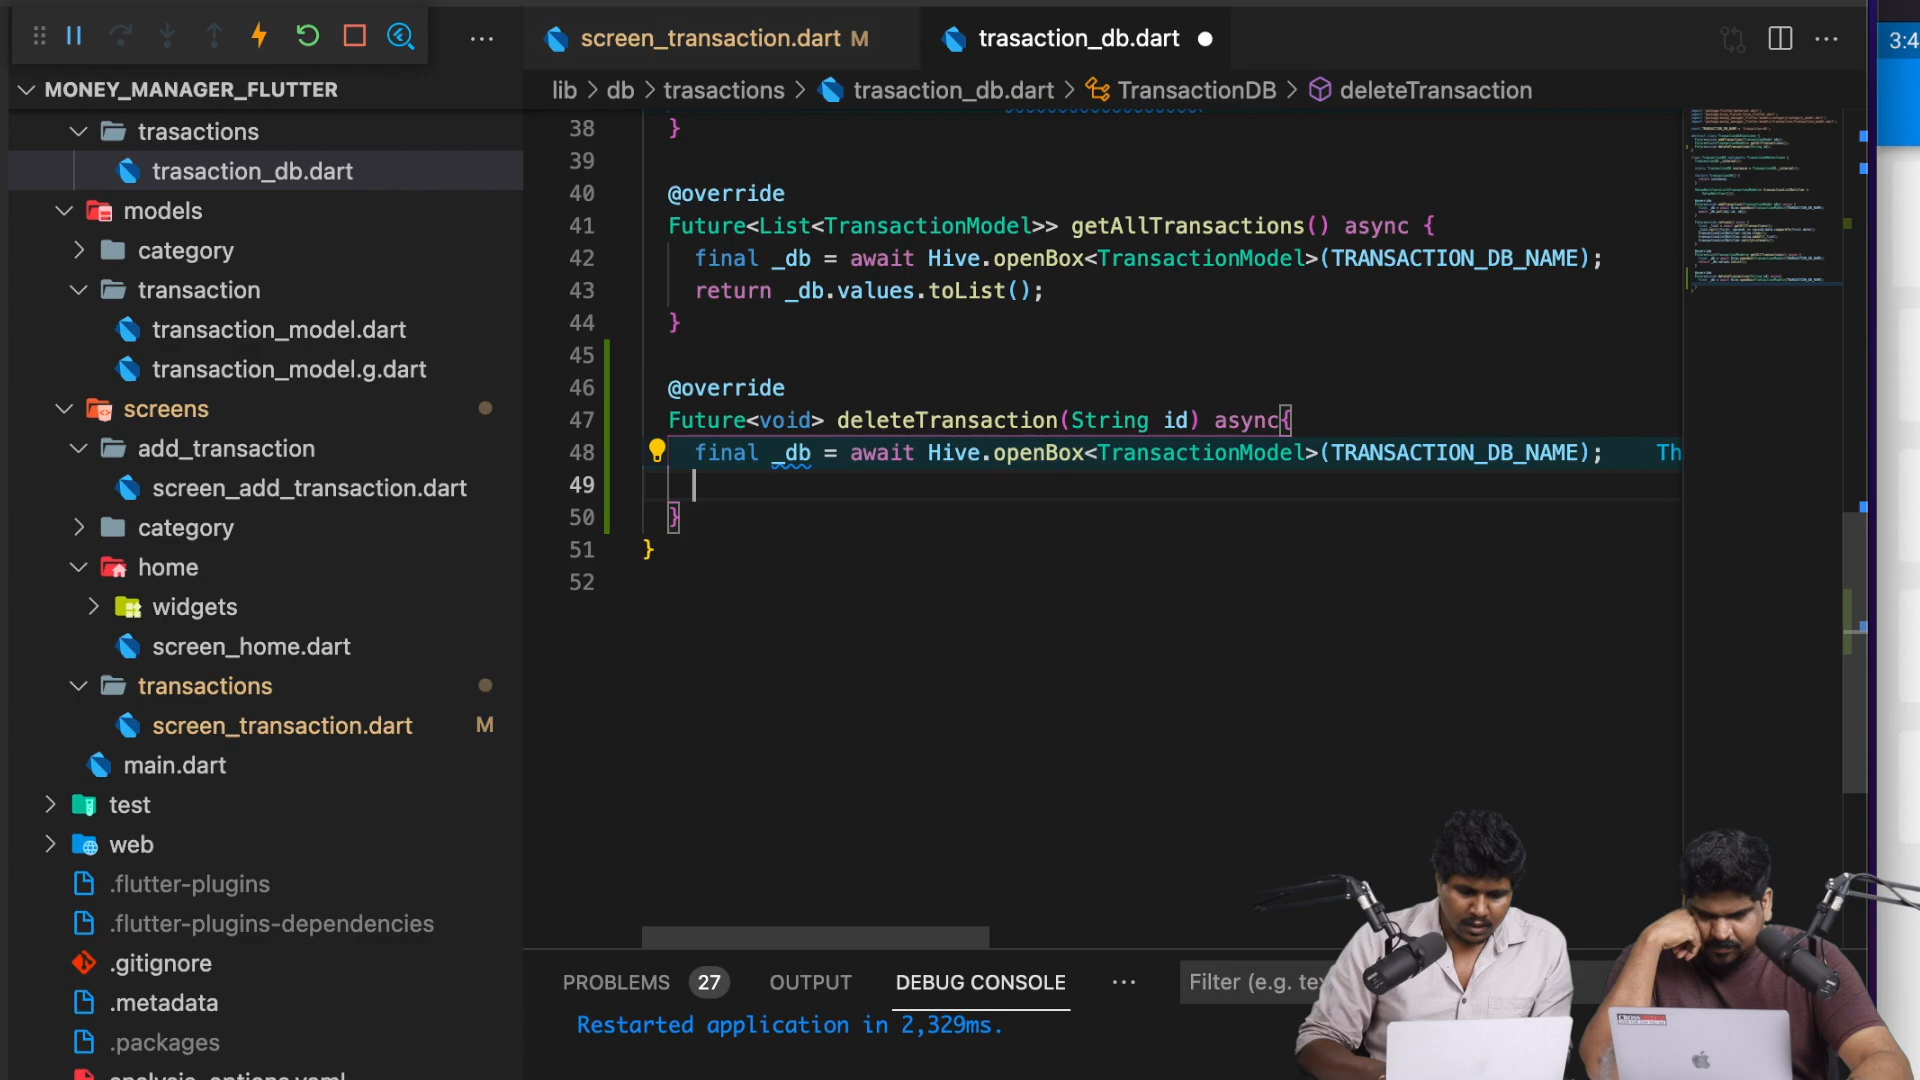 screen_transaction.dart M
trasaction_db.dart
3:4
MONEY_MANAGER_FLUTTER
lib > db > trasactions > trasaction_db.dart > TransactionDB > deleteTransaction
trasactions
trasaction_db.dart
models
category
transaction
transaction_model.dart
transaction_model.g.dart
screens
add_transaction
screen_add_transaction.dart
category
home
widgets
screen_home.dart
transactions
screen_transaction.dart M
main.dart
test
web
.flutter-plugins
.flutter-plugins-dependencies
.gitignore
.metadata
.packages
38 }
39
40 @override
41 Future<List<TransactionModel>> getAllTransactions() async {
42 final _db = await Hive.openBox<TransactionModel>(TRANSACTION_DB_NAME);
43 return _db.values.toList();
44 }
45
46 @override
47 Future<void> deleteTransaction(String id) async{
48 final _db = await Hive.openBox<TransactionModel>(TRANSACTION_DB_NAME); Th
49
50 }
51 }
52
PROBLEMS 27 OUTPUT DEBUG CONSOLE ... Filter (e.g. te
Restarted application in 2,329ms.